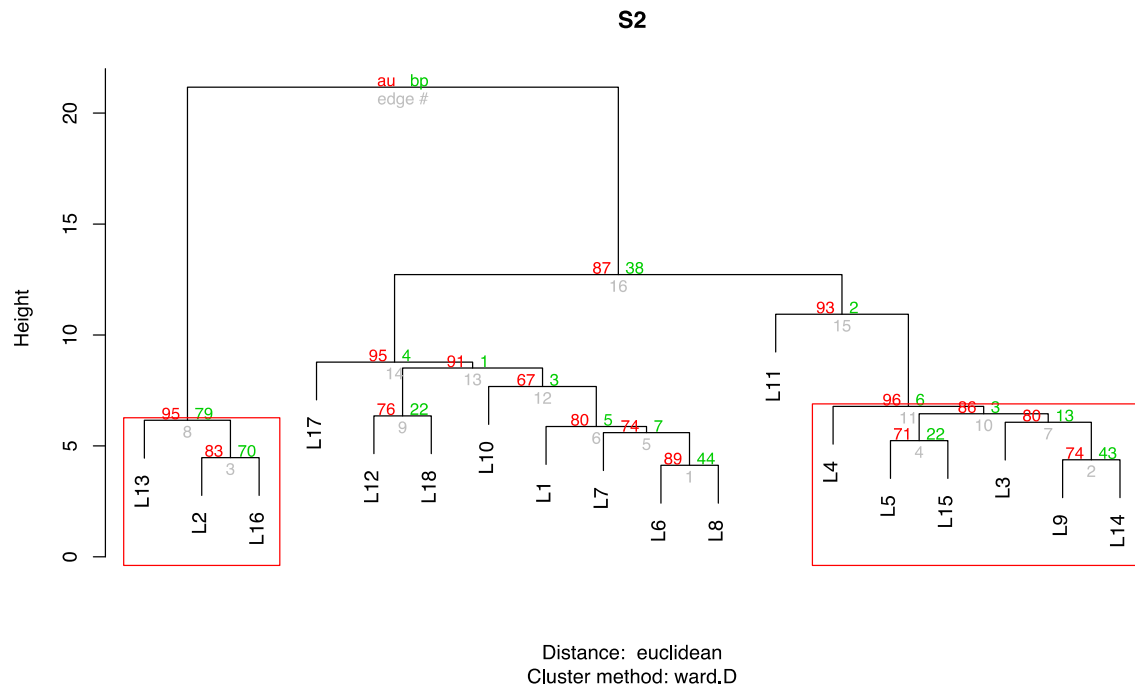 S2
Height
20
15
10
5
0
au bp
edge #
87 38
16
93 2
15
95 4
14
91 1
13
67 3
12
96 6
11
86 3
10
80 13
7
95 79
8
76 22
9
80 5
6
74 7
5
71 22
4
83 70
3
74 43
2
89 44
1
L13
L2
L16
L17
L12
L18
L10
L1
L7
L6
L8
L11
L4
L5
L15
L3
L9
L14
Distance: euclidean
Cluster method: ward.D